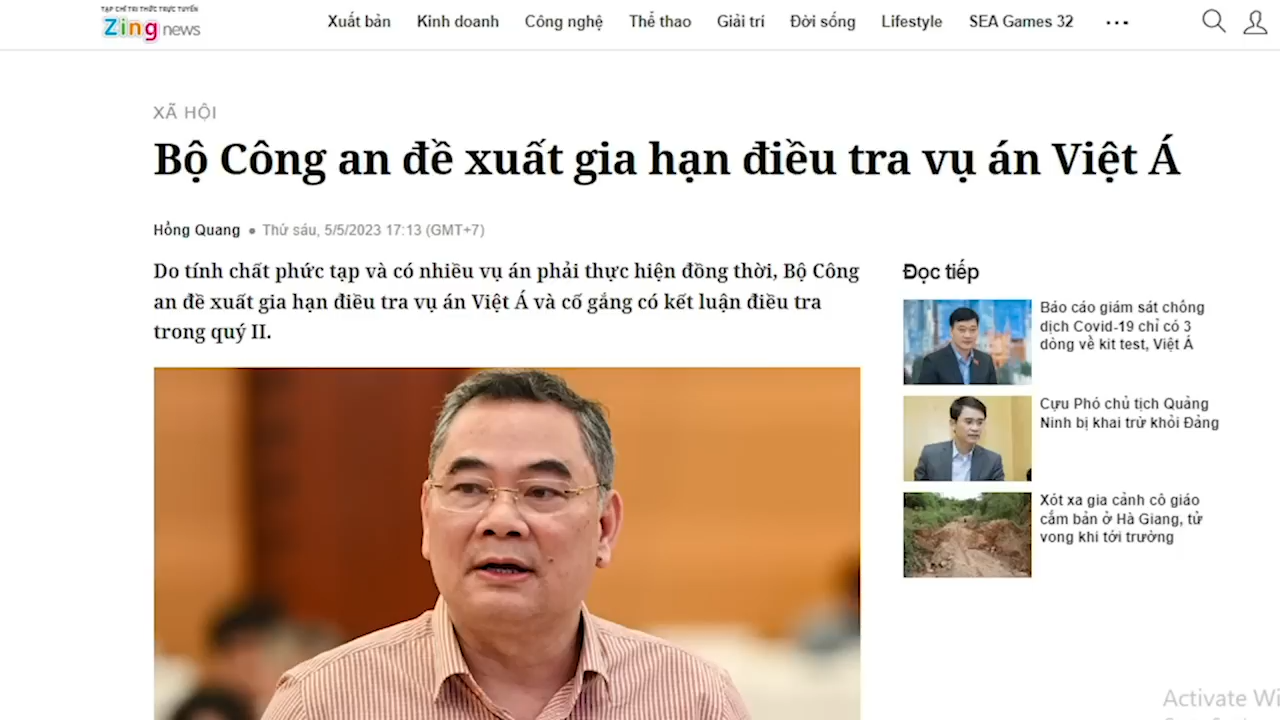 TẠP CHÍ TRI THỨC TRỰC TUYẾN
Zing news
Xuất bản Kinh doanh Công nghệ Thể thao Giải trí Đời sống Lifestyle SEA Games 32 ...
XÃ HỘI
Bộ Công an đề xuất gia hạn điều tra vụ án Việt Á
Hồng Quang • Thứ sáu, 5/5/2023 17:13 (GMT+7)
Do tính chất phức tạp và có nhiều vụ án phải thực hiện đồng thời, Bộ Công
an đề xuất gia hạn điều tra vụ án Việt Á và cố gắng có kết luận điều tra
trong quý II.
Đọc tiếp
Báo cáo giám sát chống
dịch Covid-19 chỉ có 3
dòng về kit test, Việt Á
Cựu Phó chủ tịch Quảng
Ninh bị khai trừ khỏi Đảng
Xót xa gia cảnh cô giáo
cắm bản ở Hà Giang, tử
vong khi tới trường
Activate Wi